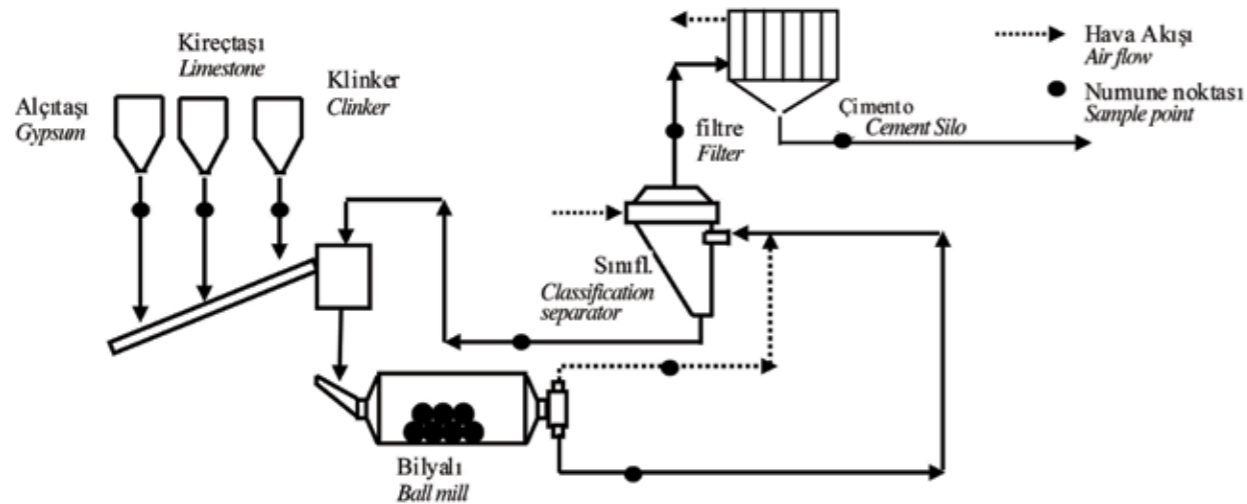 Alçıtaşı
Gypsum
Kireçtaşı
Limestone
Klinker
Clinker
filtre
Filter
Çimento
Cement Silo
Hava Akışı
Air flow
Numune noktası
Sample point
Sınıfl.
Classification
separator
Bilyalı
Ball mill